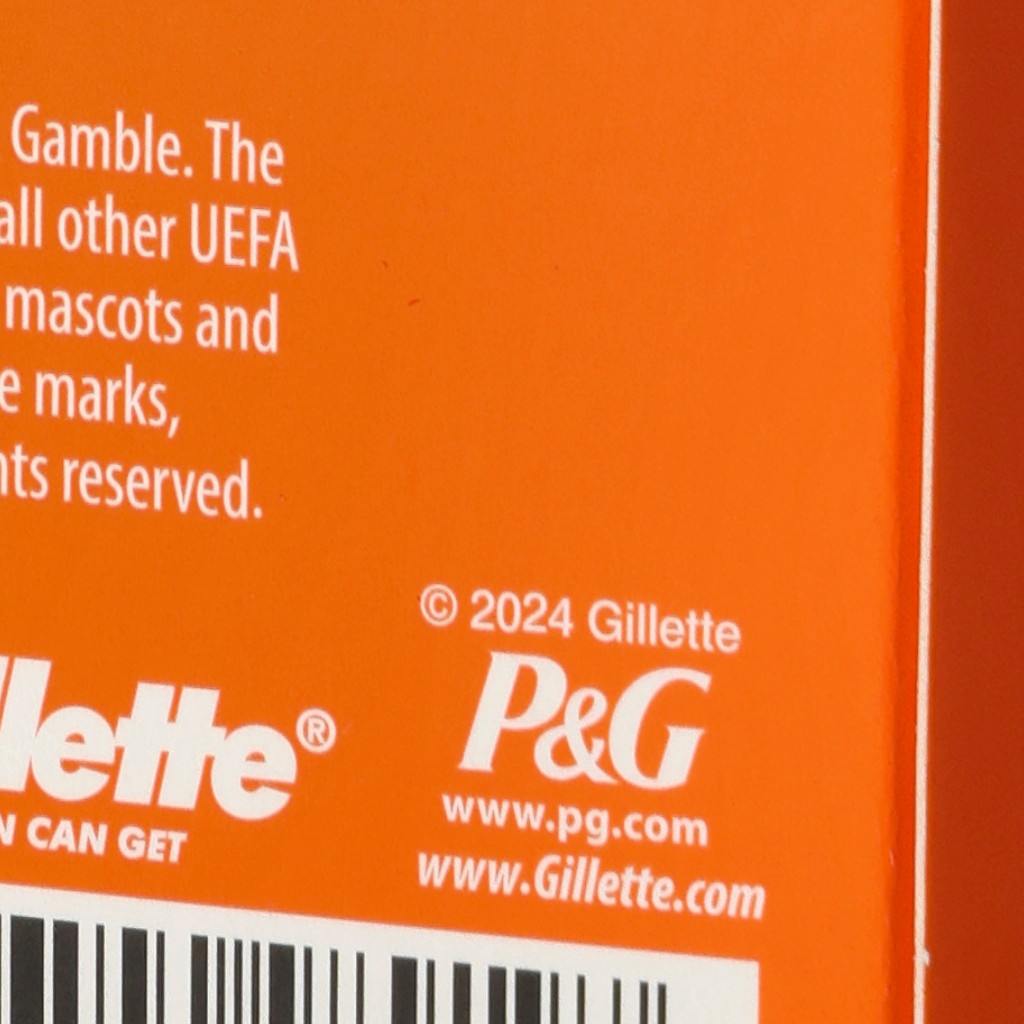 Gamble. The
all other UEFA
mascots and
e marks,
nts reserved.
© 2024 Gillette
P&G
llette®
www.pg.com
N CAN GET
www.Gillette.com